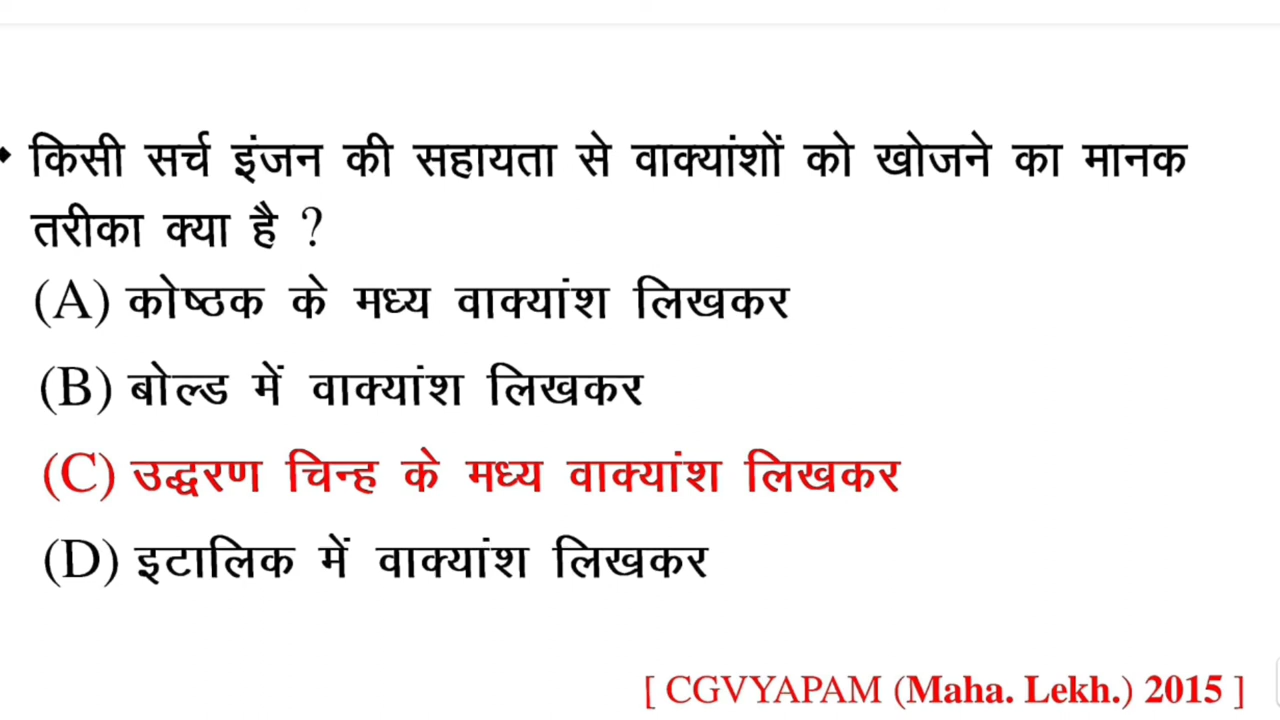 किसी सर्च इंजन की सहायता से वाक्यांशों को खोजने का मानक
तरीका क्या है ?
(A) कोष्ठक के मध्य वाक्यांश लिखकर
(B) बोल्ड में वाक्यांश लिखकर
(C) उद्धरण चिन्ह के मध्य वाक्यांश लिखकर
(D) इटालिक में वाक्यांश लिखकर
[ CGVYAPAM (Maha. Lekh.) 2015 ]